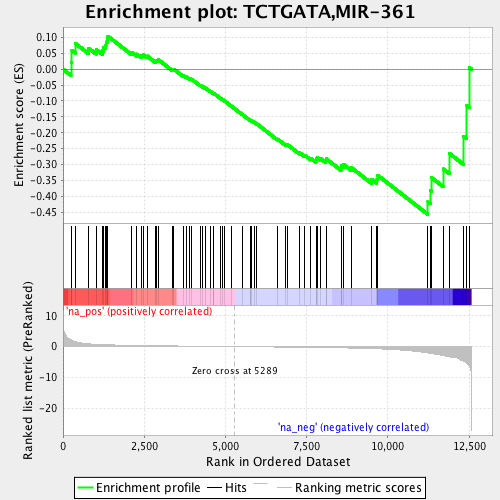 Enrichment plot: TCTGATA,MIR-361
Enrichment score (ES)
0.10
0.05
0.00
-0.05
-0.10
-0.15
-0.20
-0.25
-0.30
-0.35
-0.40
-0.45
'na_pos' (positively correlated)
Ranked list metric (PreRanked)
10
0
-10
-20
Zero cross at 5289
'na_neg' (negatively correlated)
0
2,500
5,000
7,500
10,000
12,500
Rank in Ordered Dataset
Enrichment profile
Hits
Ranking metric scores